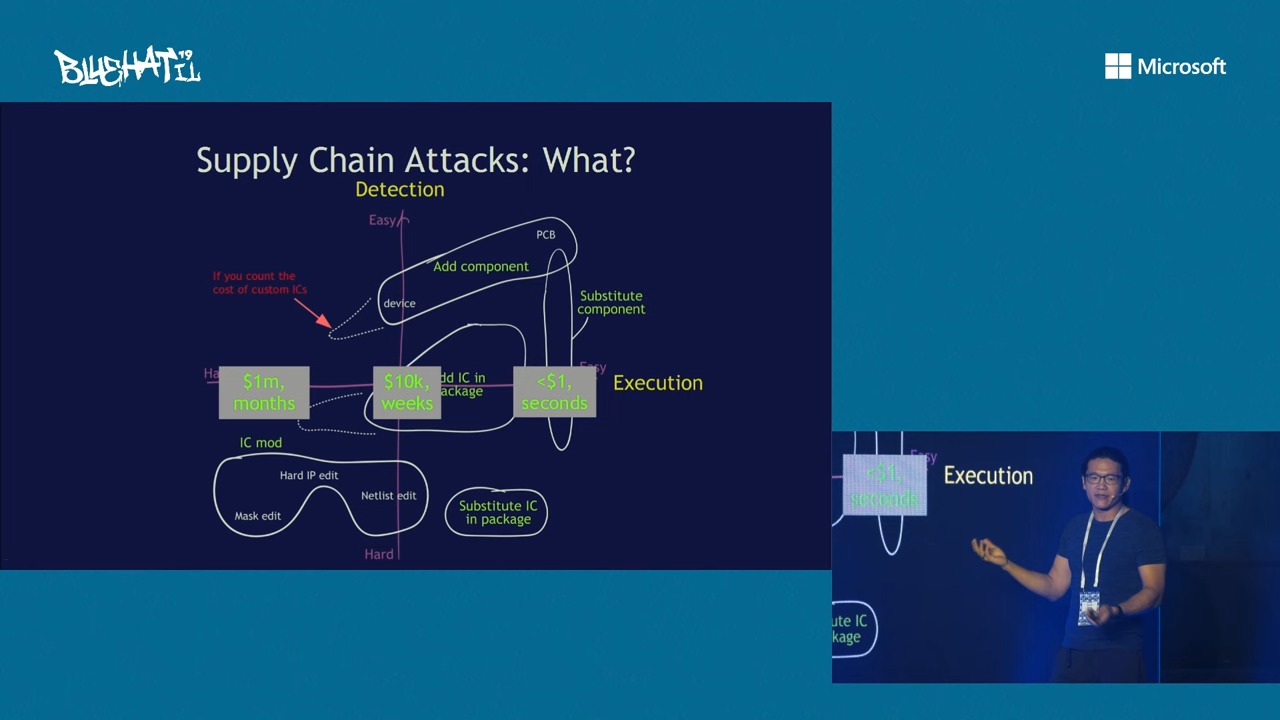 BLUEHAT IL '19
Microsoft
Supply Chain Attacks: What?
Detection
Easy
PCB
Add component
If you count the
cost of custom ICs
device
Substitute
component
Easy
Execution
$1m,
months
$10k,
weeks
dd IC in
ackage
<$1,
seconds
IC mod
Hard IP edit
Netlist edit
Mask edit
Substitute IC
in package
Hard
Easy
<$1,
seconds
Execution
ute IC
kage